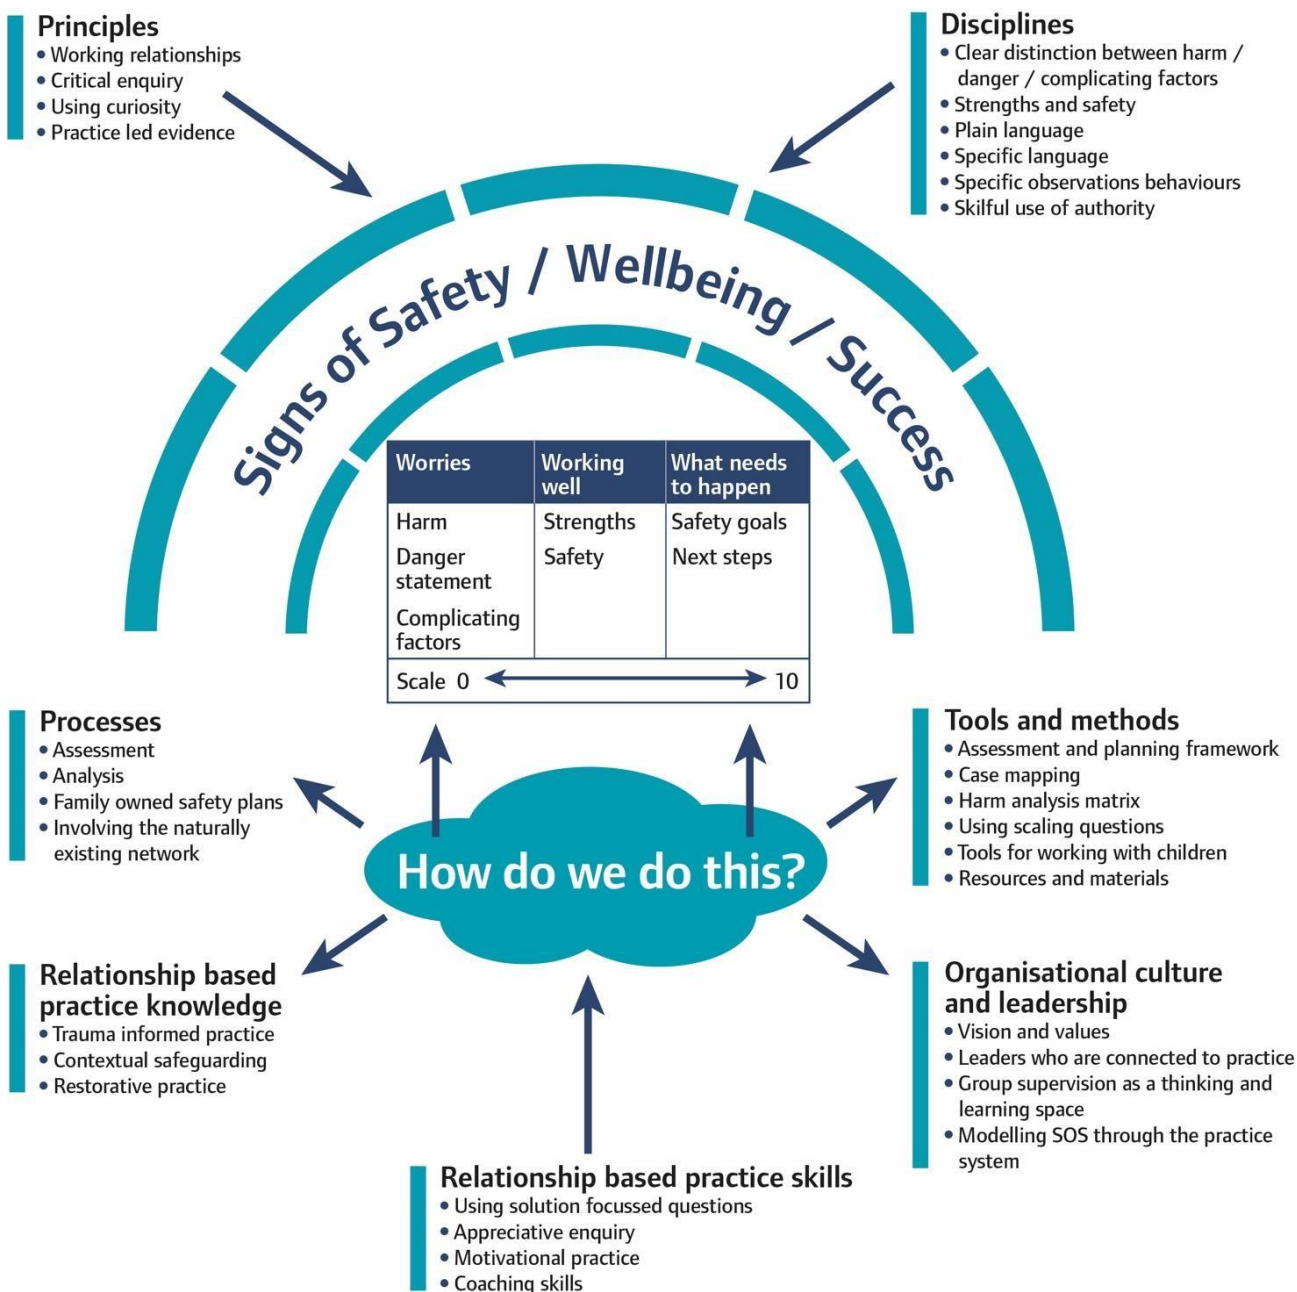 Principles
• Working relationships
• Critical enquiry
• Using curiosity
• Practice led evidence
Disciplines
• Clear distinction between harm /
danger / complicating factors
• Strengths and safety
• Plain language
• Specific language
• Specific observations behaviours
• Skilful use of authority
Signs of Safety / Wellbeing / Success
Worries
Working
well
What needs
to happen
Harm
Danger
statement
Complicating
factors
Strengths
Safety
Safety goals
Next steps
Scale 0 10
Processes
• Assessment
• Analysis
• Family owned safety plans
• Involving the naturally
existing network
Tools and methods
• Assessment and planning framework
• Case mapping
• Harm analysis matrix
• Using scaling questions
• Tools for working with children
• Resources and materials
How do we do this?
Relationship based
practice knowledge
• Trauma informed practice
• Contextual safeguarding
• Restorative practice
Organisational culture
and leadership
• Vision and values
• Leaders who are connected to practice
• Group supervision as a thinking and
learning space
• Modelling SOS through the practice
system
Relationship based practice skills
• Using solution focussed questions
• Appreciative enquiry
• Motivational practice
• Coaching skills